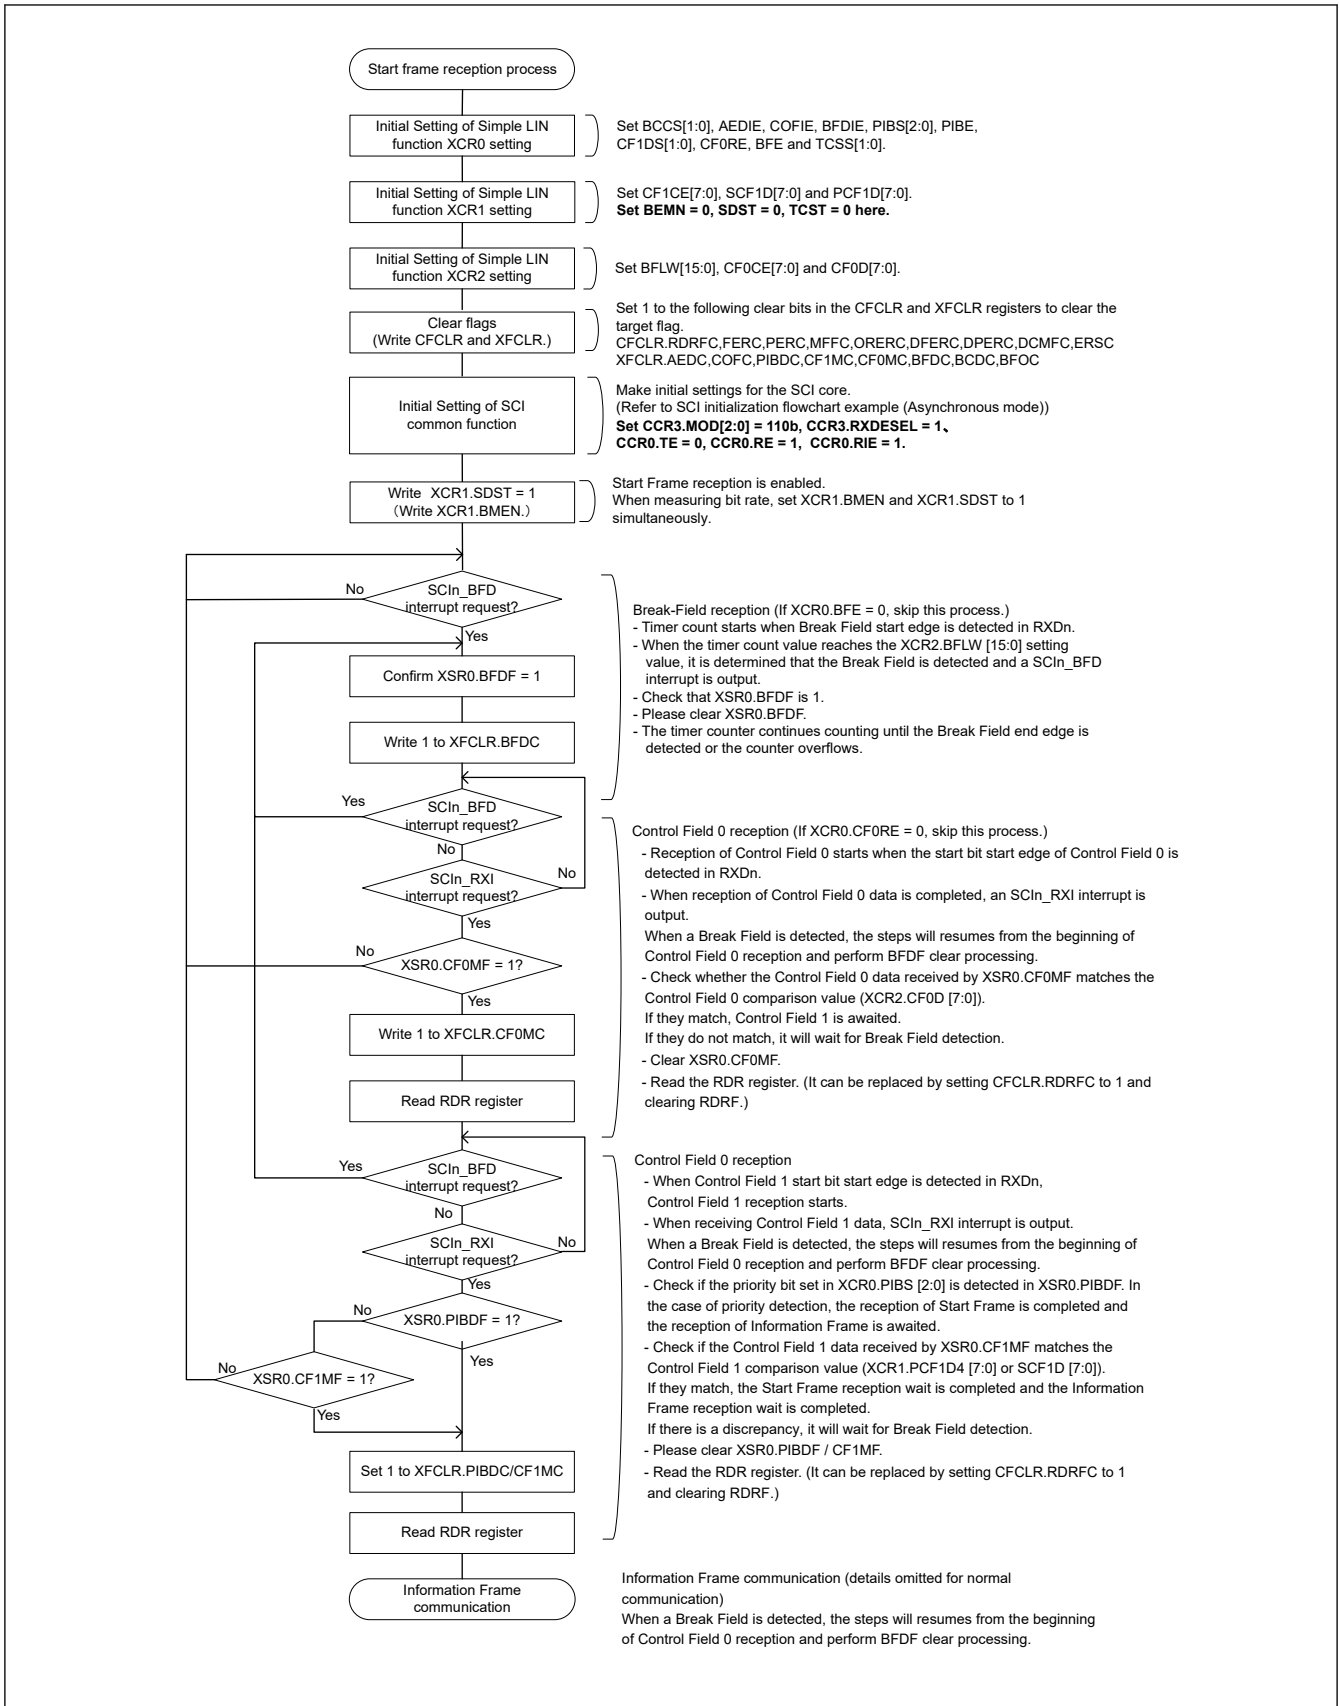 Start frame reception process
Initial Setting of Simple LIN
function XCR0 setting
Set BCCS[1:0], AEDIE, COFIE, BFDIE, PIBS[2:0], PIBE,
CF1DS[1:0], CF0RE, BFE and TCSS[1:0].
Initial Setting of Simple LIN
function XCR1 setting
Set CF1CE[7:0], SCF1D[7:0] and PCF1D[7:0].
Set BEMN = 0, SDST = 0, TCST = 0 here.
Initial Setting of Simple LIN
function XCR2 setting
Set BFLW[15:0], CF0CE[7:0] and CF0D[7:0].
Clear flags
(Write CFCLR and XFCLR.)
Set 1 to the following clear bits in the CFCLR and XFCLR registers to clear the
target flag.
CFCLR.RDRFC,FERC,PERC,MFFC,ORERC,DFERC,DPERC,DCMFC,ERSC
XFCLR.AEDC,COFC,PIBDC,CF1MC,CF0MC,BFDC,BCDC,BFOC
Initial Setting of SCI
common function
Make initial settings for the SCI core.
(Refer to SCI initialization flowchart example (Asynchronous mode))
Set CCR3.MOD[2:0] = 110b, CCR3.RXDESEL = 1、
CCR0.TE = 0, CCR0.RE = 1, CCR0.RIE = 1.
Write XCR1.SDST = 1
（Write XCR1.BMEN.）
Start Frame reception is enabled.
When measuring bit rate, set XCR1.BMEN and XCR1.SDST to 1
simultaneously.
No
SCIn_BFD
interrupt request?
Yes
Confirm XSR0.BFDF = 1
Write 1 to XFCLR.BFDC
Break-Field reception (If XCR0.BFE = 0, skip this process.)
- Timer count starts when Break Field start edge is detected in RXDn.
- When the timer count value reaches the XCR2.BFLW [15:0] setting
value, it is determined that the Break Field is detected and a SCIn_BFD
interrupt is output.
- Check that XSR0.BFDF is 1.
- Please clear XSR0.BFDF.
- The timer counter continues counting until the Break Field end edge is
detected or the counter overflows.
Yes
SCIn_BFD
interrupt request?
No
SCIn_RXI
interrupt request?
No
Yes
No
XSR0.CF0MF = 1?
Yes
Write 1 to XFCLR.CF0MC
Read RDR register
Control Field 0 reception (If XCR0.CF0RE = 0, skip this process.)
- Reception of Control Field 0 starts when the start bit start edge of Control Field 0 is
detected in RXDn.
- When reception of Control Field 0 data is completed, an SCIn_RXI interrupt is
output.
When a Break Field is detected, the steps will resumes from the beginning of
Control Field 0 reception and perform BFDF clear processing.
- Check whether the Control Field 0 data received by XSR0.CF0MF matches the
Control Field 0 comparison value (XCR2.CF0D [7:0]).
If they match, Control Field 1 is awaited.
If they do not match, it will wait for Break Field detection.
- Clear XSR0.CF0MF.
- Read the RDR register. (It can be replaced by setting CFCLR.RDRFC to 1 and
clearing RDRF.)
Yes
SCIn_BFD
interrupt request?
No
SCIn_RXI
interrupt request?
No
Yes
No
XSR0.PIBDF = 1?
Yes
No
XSR0.CF1MF = 1?
Yes
Set 1 to XFCLR.PIBDC/CF1MC
Read RDR register
Control Field 0 reception
- When Control Field 1 start bit start edge is detected in RXDn,
Control Field 1 reception starts.
- When receiving Control Field 1 data, SCIn_RXI interrupt is output.
When a Break Field is detected, the steps will resumes from the beginning of
Control Field 0 reception and perform BFDF clear processing.
- Check if the priority bit set in XCR0.PIBS [2:0] is detected in XSR0.PIBDF. In
the case of priority detection, the reception of Start Frame is completed and
the reception of Information Frame is awaited.
- Check if the Control Field 1 data received by XSR0.CF1MF matches the
Control Field 1 comparison value (XCR1.PCF1D4 [7:0] or SCF1D [7:0]).
If they match, the Start Frame reception wait is completed and the Information
Frame reception wait is completed.
If there is a discrepancy, it will wait for Break Field detection.
- Please clear XSR0.PIBDF / CF1MF.
- Read the RDR register. (It can be replaced by setting CFCLR.RDRFC to 1
and clearing RDRF.)
Information Frame
communication
Information Frame communication (details omitted for normal
communication)
When a Break Field is detected, the steps will resumes from the beginning
of Control Field 0 reception and perform BFDF clear processing.